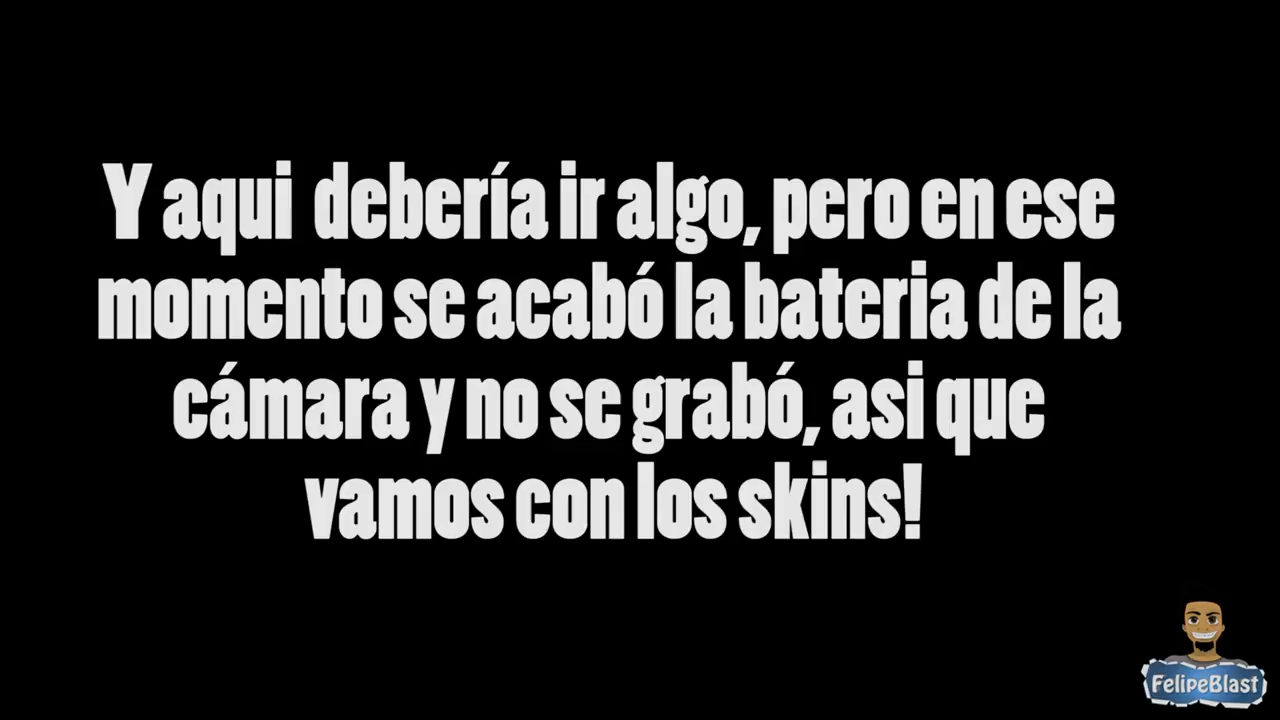 Y aqui debería ir algo, pero en ese
momento se acabó la bateria de la
cámara y no se grabó, asi que
vamos con los skins!
FelipeBlast